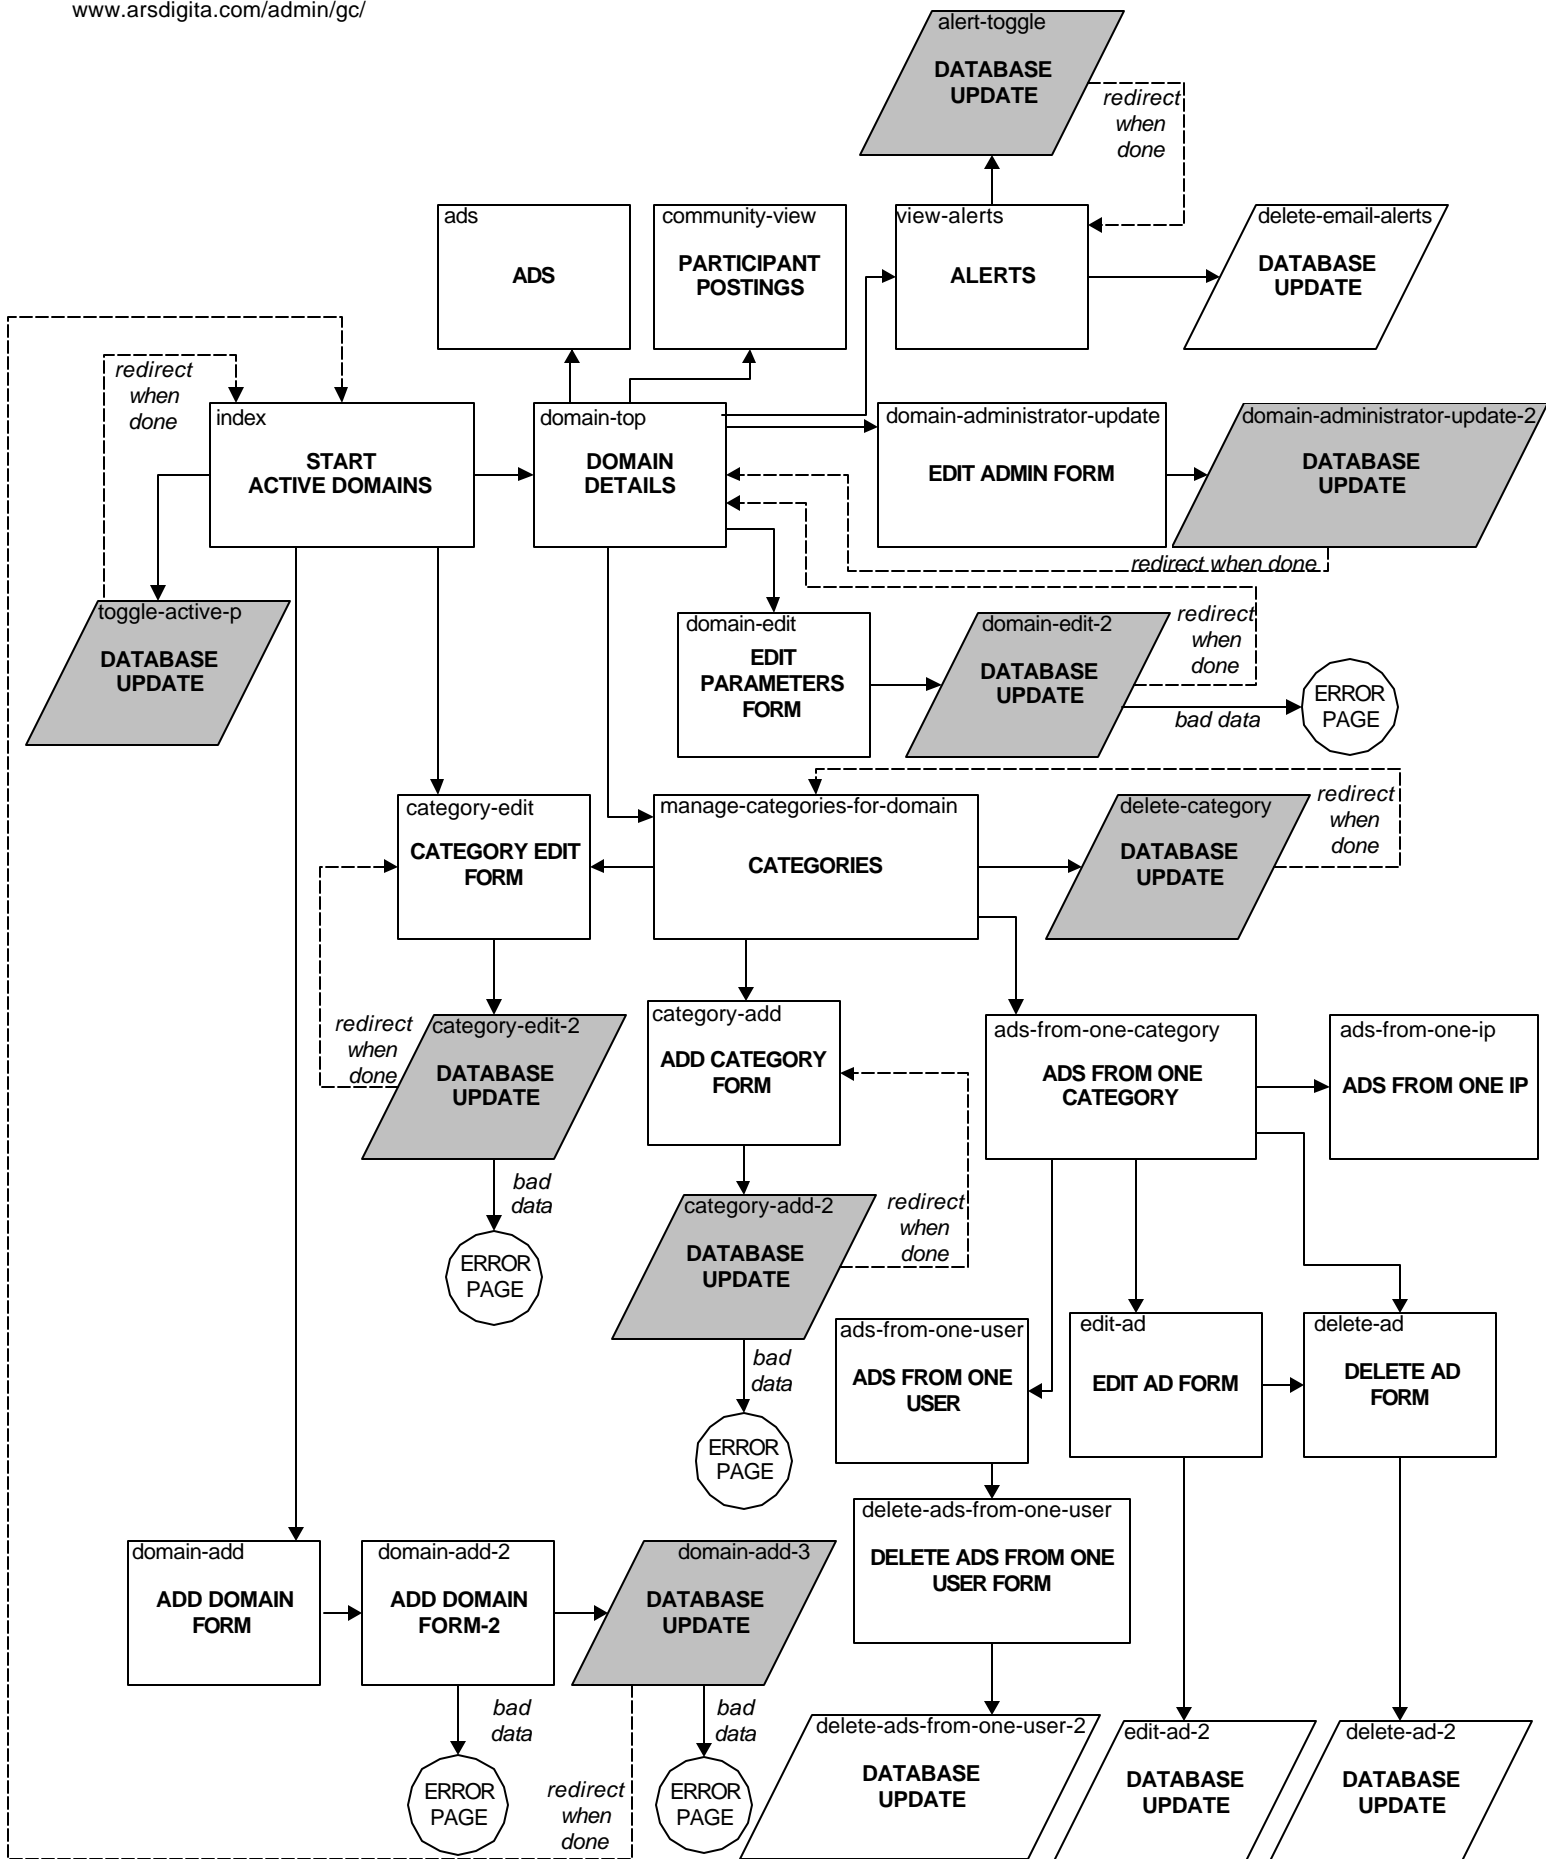 www.arsdigita.com/admin/gc/
alert-toggle
DATABASE
UPDATE
redirect
when
done
ads
ADS
community-view
PARTICIPANT
POSTINGS
view-alerts
ALERTS
delete-email-alerts
DATABASE
UPDATE
redirect
when
done
index
START
ACTIVE DOMAINS
domain-top
DOMAIN
DETAILS
domain-administrator-update
EDIT ADMIN FORM
domain-administrator-update-2
DATABASE
UPDATE
redirect when done
toggle-active-p
DATABASE
UPDATE
domain-edit
EDIT
PARAMETERS
FORM
domain-edit-2
DATABASE
UPDATE
redirect
when
done
bad data
ERROR
PAGE
category-edit
CATEGORY EDIT
FORM
manage-categories-for-domain
CATEGORIES
delete-category
DATABASE
UPDATE
redirect
when
done
redirect
when
done
category-edit-2
DATABASE
UPDATE
bad
data
ERROR
PAGE
category-add
ADD CATEGORY
FORM
ads-from-one-category
ADS FROM ONE
CATEGORY
ads-from-one-ip
ADS FROM ONE IP
category-add-2
DATABASE
UPDATE
redirect
when
done
bad
data
ERROR
PAGE
ads-from-one-user
ADS FROM ONE
USER
edit-ad
EDIT AD FORM
delete-ad
DELETE AD
FORM
delete-ads-from-one-user
DELETE ADS FROM ONE
USER FORM
domain-add
ADD DOMAIN
FORM
domain-add-2
ADD DOMAIN
FORM-2
domain-add-3
DATABASE
UPDATE
bad
data
ERROR
PAGE
redirect
when
done
bad
data
ERROR
PAGE
delete-ads-from-one-user-2
DATABASE
UPDATE
edit-ad-2
DATABASE
UPDATE
delete-ad-2
DATABASE
UPDATE